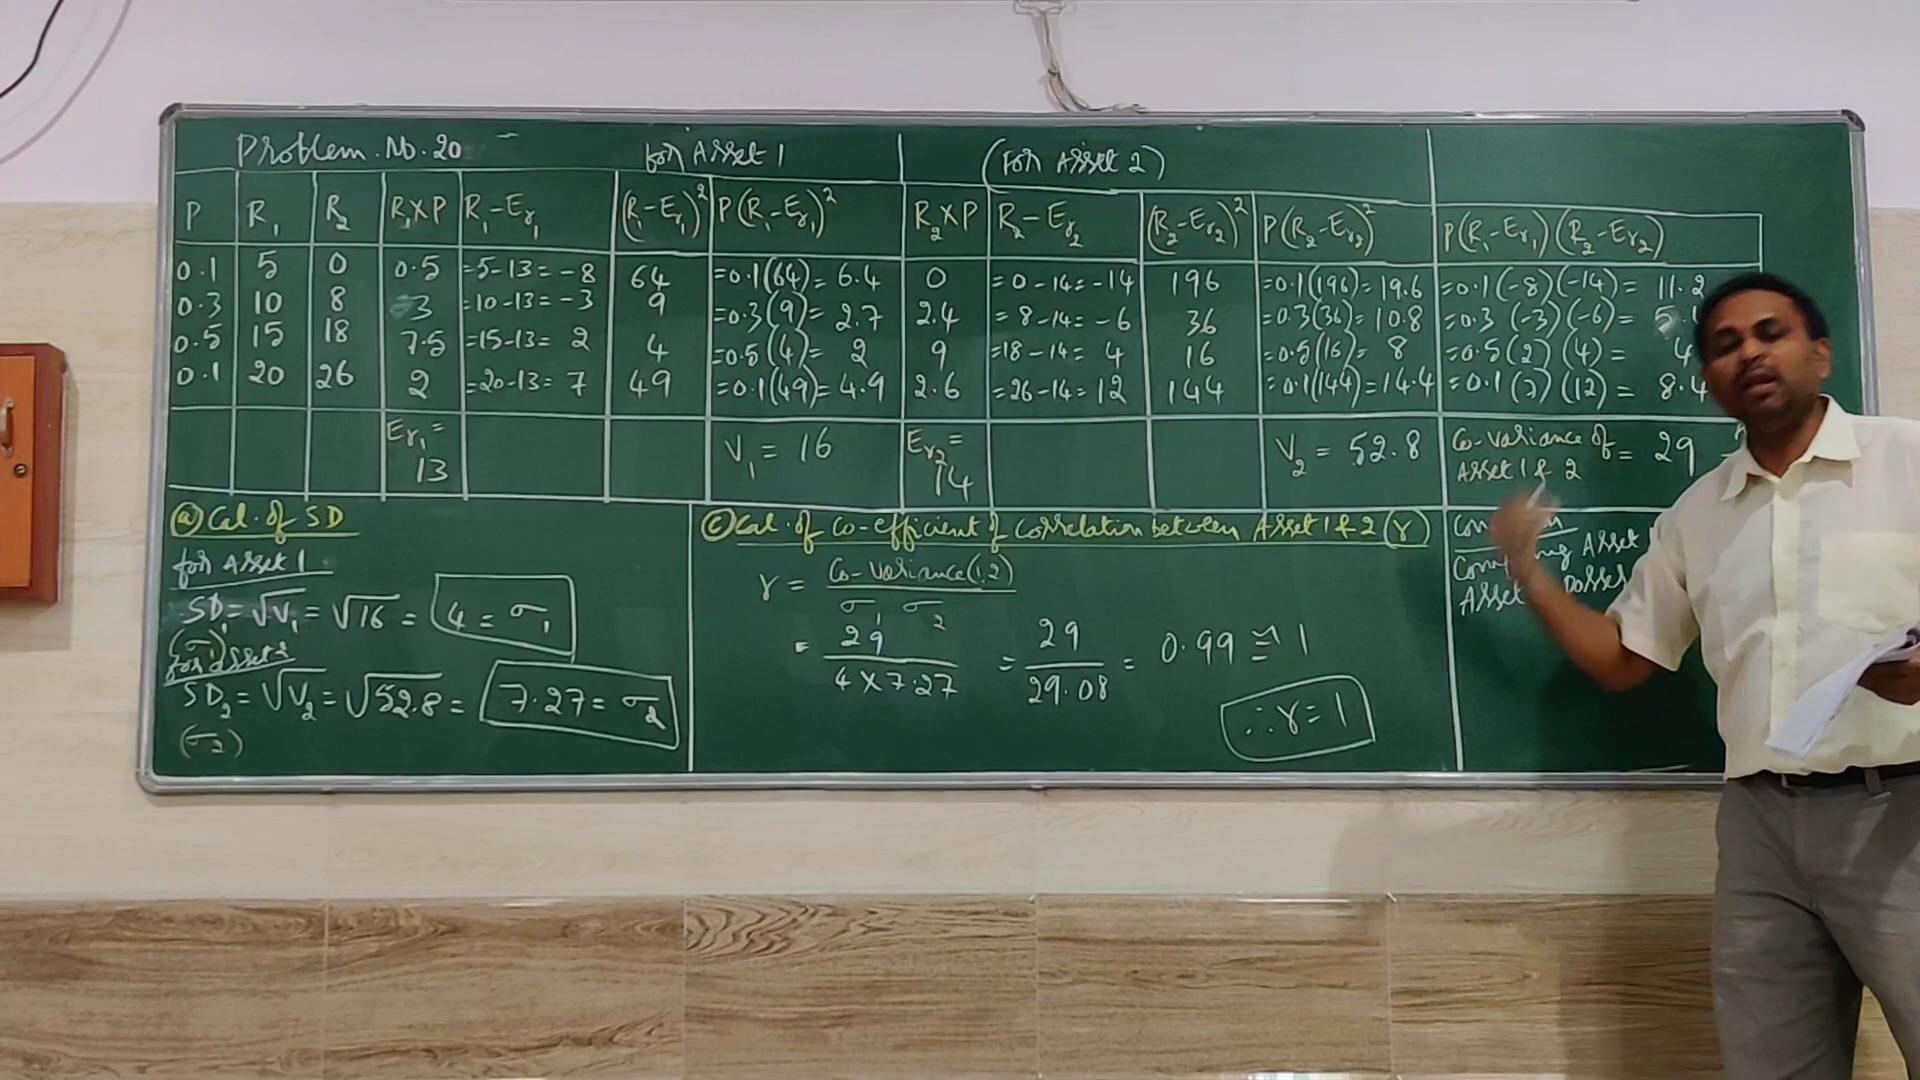 Problem. No. 20
for Asset 1
(For Asset 2)
P R₁ R₂ R₁×P R₁-Er₁ (R₁-Er₁)² P(R₁-Er₁)² R₂×P R₂-Er₂ (R₂-Er₂)² P(R₂-Er₂)² P(R₁-Er₁)(R₂-Er₂)
0.1 5 0 0.5 =5-13=-8 64 =0.1(64)=6.4 0 =0-14=-14 196 =0.1(196)=19.6 =0.1(-8)(-14)= 11.2
0.3 10 8 3 =10-13=-3 9 =0.3(9)=2.7 2.4 =8-14=-6 36 =0.3(36)=10.8 =0.3(-3)(-6)= 5.
0.5 15 18 7.5 =15-13=2 4 =0.5(4)=2 9 =18-14=4 16 =0.5(16)=8 =0.5(2)(4)= 4
0.1 20 26 2 =20-13=7 49 =0.1(49)=4.9 2.6 =26-14=12 144 =0.1(144)=14.4 =0.1(7)(12)= 8.4
Er₁ = 13
V₁ = 16
Er₂ = 14
V₂ = 52.8
Co-variance of
Asset 1 & 2 = 29
(a) Cal. of SD
for Asset 1
SD₁ = √V₁ = √16 = 4 = σ₁
(σ₁)
for Asset 2
SD₂ = √V₂ = √52.8 = 7.27 = σ₂
(σ₂)
(c) Cal. of Co-efficient of Correlation between Asset 1 & 2 (r)
r = Co-variance(1,2) / σ₁ σ₂
= 29 / 4×7.27 = 29 / 29.08 = 0.99 ≅ 1
∴ r = 1
Asset
Asset